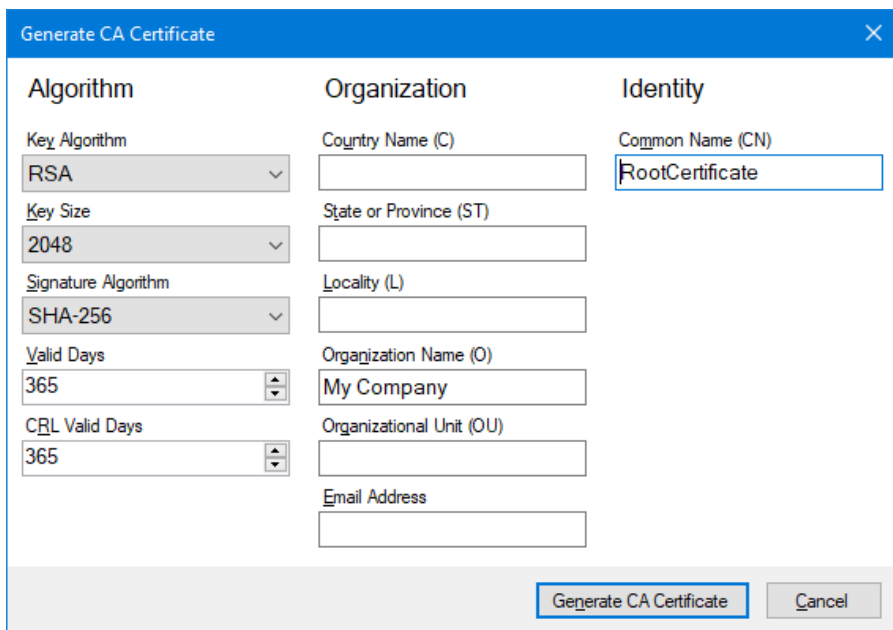 Generate CA Certificate
Algorithm
Key Algorithm
RSA
Key Size
2048
Signature Algorithm
SHA-256
Valid Days
365
CRL Valid Days
365
Organization
Country Name (C)
State or Province (ST)
Locality (L)
Organization Name (O)
My Company
Organizational Unit (OU)
Email Address
Identity
Common Name (CN)
RootCertificate
Generate CA Certificate
Cancel